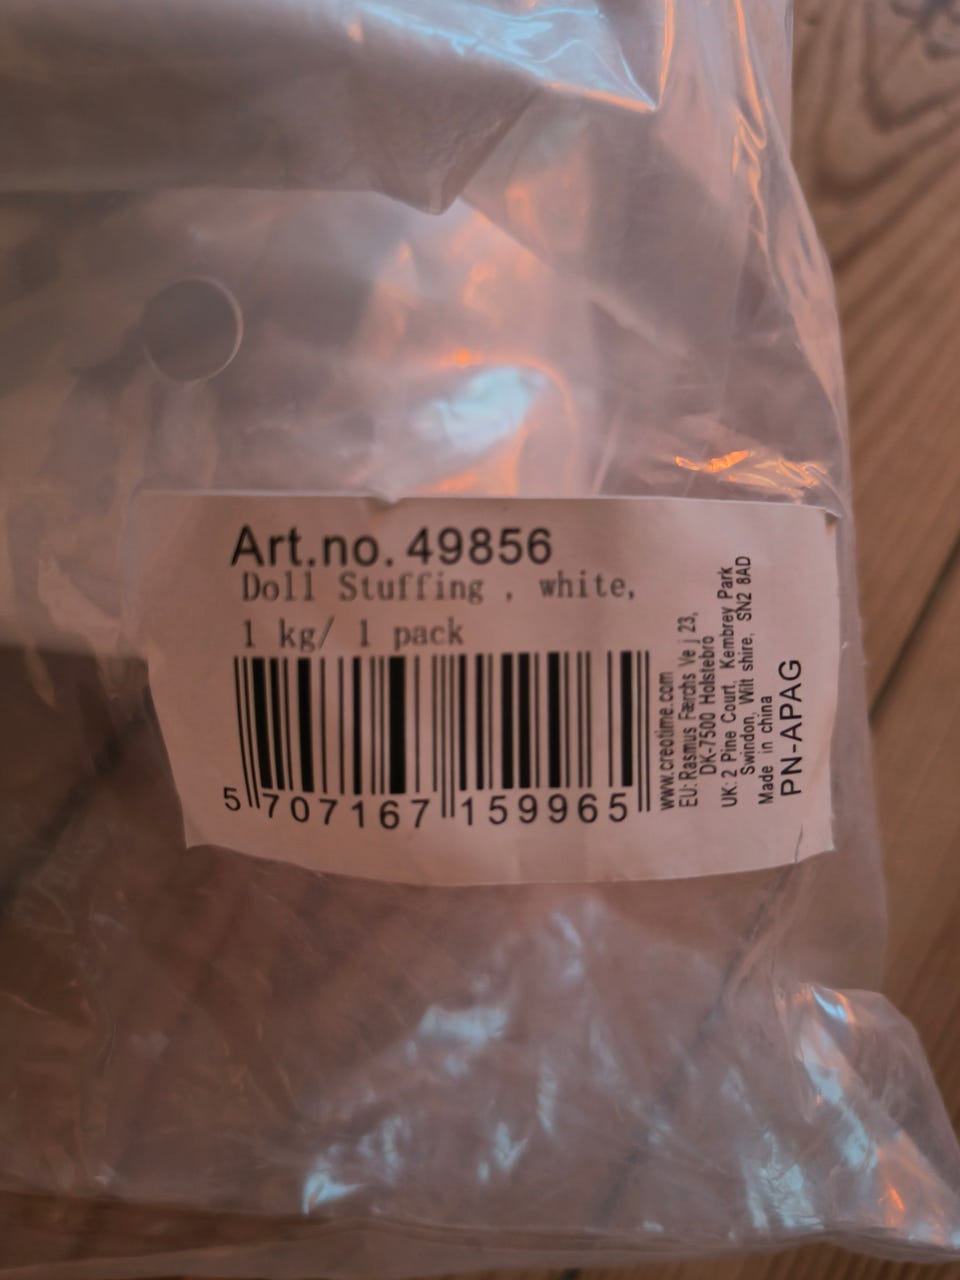 Art.no. 49856
Doll Stuffing , white,
1 kg/ 1 pack
5 707167 159965
www.creotime.com
EU: Rasmus Færchs Ve j 23,
DK-7500 Holstebro
UK: 2 Pine Court, Kembrey Park
Swindon, Wilt shire, SN2 8AD
Made in china
PN-APAG